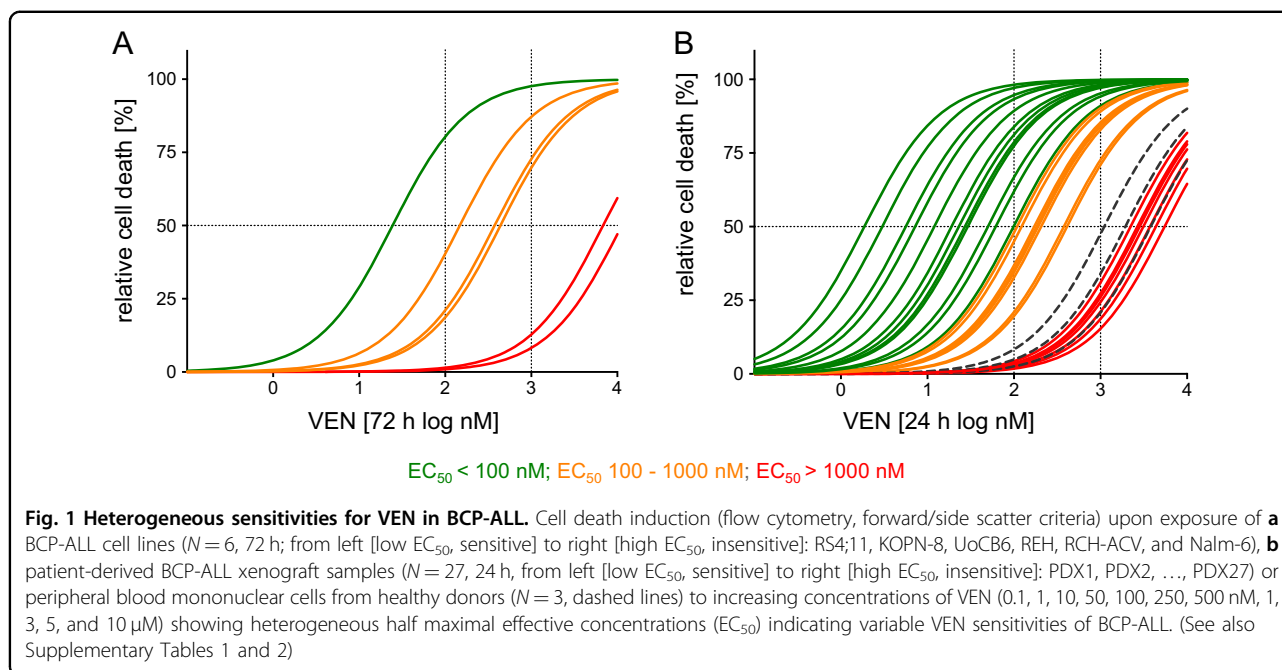 A
B
100
75
50
25
0
relative cell death [%]
0 1 2 3 4
VEN [72 h log nM]
100
75
50
25
0
relative cell death [%]
0 1 2 3 4
VEN [24 h log nM]
EC50 < 100 nM; EC50 100 - 1000 nM; EC50 > 1000 nM
Fig. 1 Heterogeneous sensitivities for VEN in BCP-ALL. Cell death induction (flow cytometry, forward/side scatter criteria) upon exposure of a
BCP-ALL cell lines (N = 6, 72 h; from left [low EC50, sensitive] to right [high EC50, insensitive]: RS4;11, KOPN-8, UoCB6, REH, RCH-ACV, and Nalm-6), b
patient-derived BCP-ALL xenograft samples (N = 27, 24 h, from left [low EC50, sensitive] to right [high EC50, insensitive]: PDX1, PDX2, …, PDX27) or
peripheral blood mononuclear cells from healthy donors (N = 3, dashed lines) to increasing concentrations of VEN (0.1, 1, 10, 50, 100, 250, 500 nM, 1,
3, 5, and 10 µM) showing heterogeneous half maximal effective concentrations (EC50) indicating variable VEN sensitivities of BCP-ALL. (See also
Supplementary Tables 1 and 2)